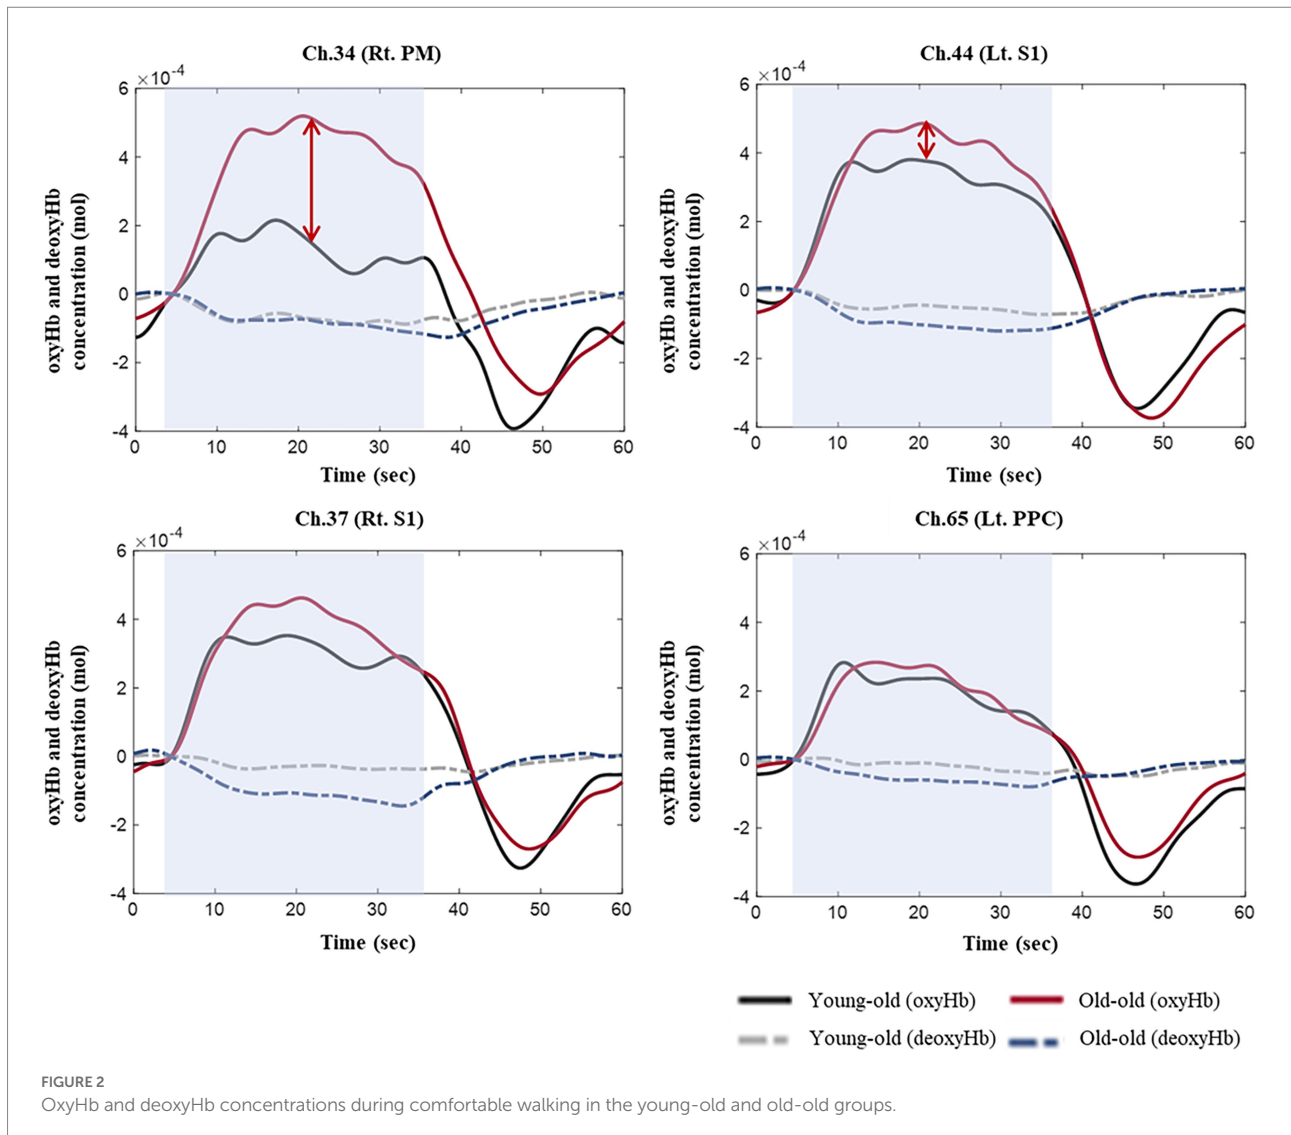 Ch.34 (Rt. PM)
×10⁻⁴
6
4
2
0
-2
-4
oxyHb and deoxyHb
concentration (mol)
0 10 20 30 40 50 60
Time (sec)
Ch.44 (Lt. S1)
×10⁻⁴
6
4
2
0
-2
-4
oxyHb and deoxyHb
concentration (mol)
0 10 20 30 40 50 60
Time (sec)
Ch.37 (Rt. S1)
×10⁻⁴
6
4
2
0
-2
-4
oxyHb and deoxyHb
concentration (mol)
0 10 20 30 40 50 60
Time (sec)
Ch.65 (Lt. PPC)
×10⁻⁴
6
4
2
0
-2
-4
oxyHb and deoxyHb
concentration (mol)
0 10 20 30 40 50 60
Time (sec)
Young-old (oxyHb) Old-old (oxyHb)
Young-old (deoxyHb) Old-old (deoxyHb)
FIGURE 2
OxyHb and deoxyHb concentrations during comfortable walking in the young-old and old-old groups.